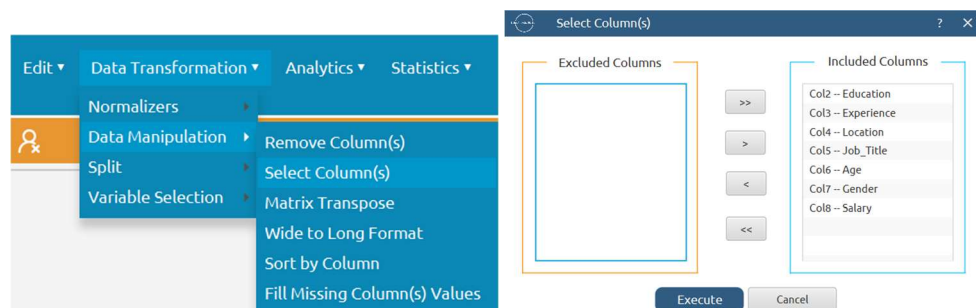 Edit ▾ Data Transformation ▾ Analytics ▾ Statistics ▾
Normalizers
Data Manipulation
Split
Variable Selection
Remove Column(s)
Select Column(s)
Matrix Transpose
Wide to Long Format
Sort by Column
Fill Missing Column(s) Values
Select Column(s) ? ×
Excluded Columns
>>
>
<
<<
Included Columns
Col2 -- Education
Col3 -- Experience
Col4 -- Location
Col5 -- Job_Title
Col6 -- Age
Col7 -- Gender
Col8 -- Salary
Execute Cancel